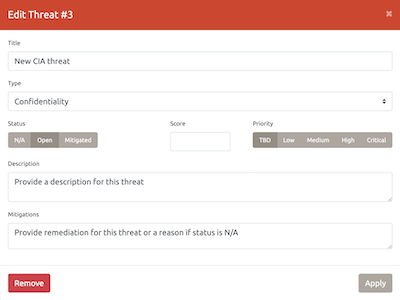 Edit Threat #3
Title
New CIA threat
Type
Confidentiality
Status Score Priority
N/A Open Mitigated TBD Low Medium High Critical
Description
Provide a description for this threat
Mitigations
Provide remediation for this threat or a reason if status is N/A
Remove Apply